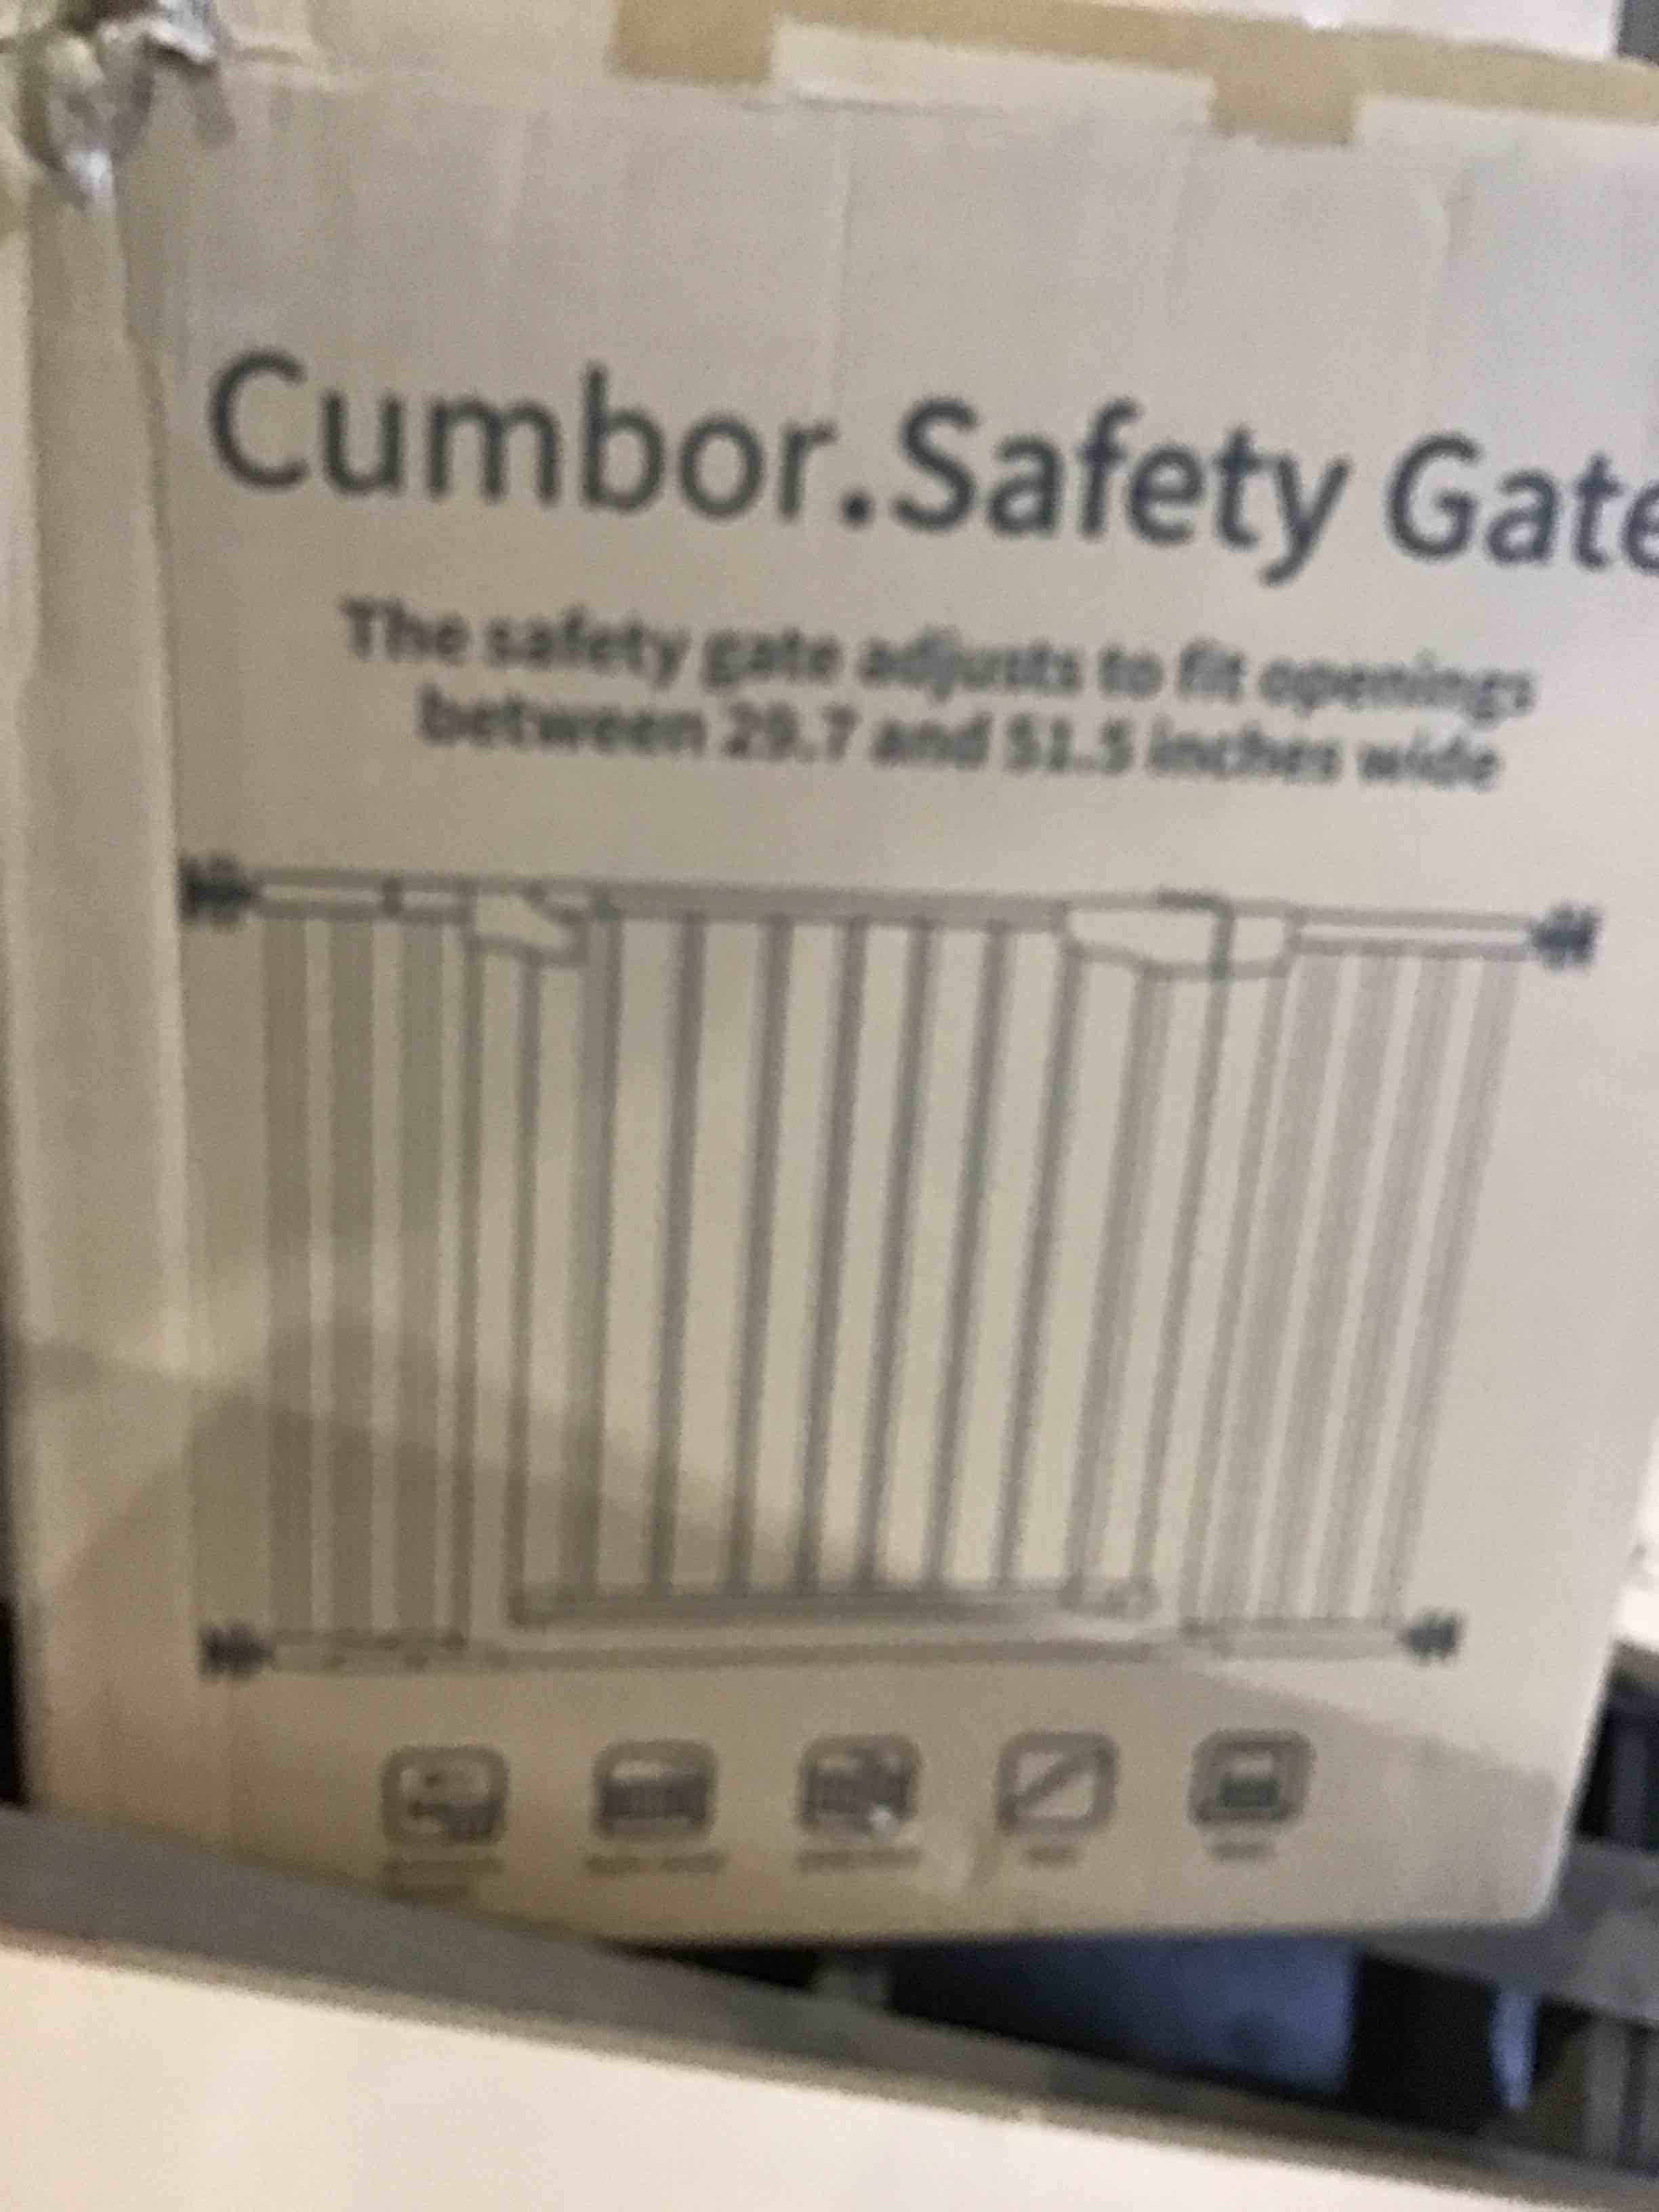 Cumbor.Safety Gate
The safety gate adjusts to fit openings
between 29.7 and 51.5 inches wide